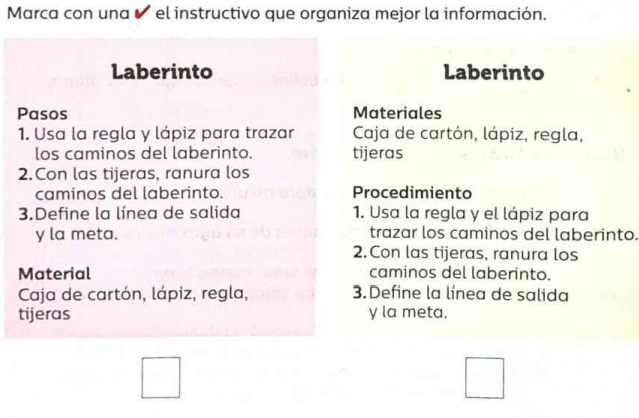 Marca con una ✔ el instructivo que organiza mejor la información.
Laberinto
Pasos
1. Usa la regla y lápiz para trazar
los caminos del laberinto.
2. Con las tijeras, ranura los
caminos del laberinto.
3. Define la línea de salida
y la meta.
Material
Caja de cartón, lápiz, regla,
tijeras
Laberinto
Materiales
Caja de cartón, lápiz, regla,
tijeras
Procedimiento
1. Usa la regla y el lápiz para
trazar los caminos del laberinto.
2. Con las tijeras, ranura los
caminos del laberinto.
3. Define la línea de salida
y la meta.